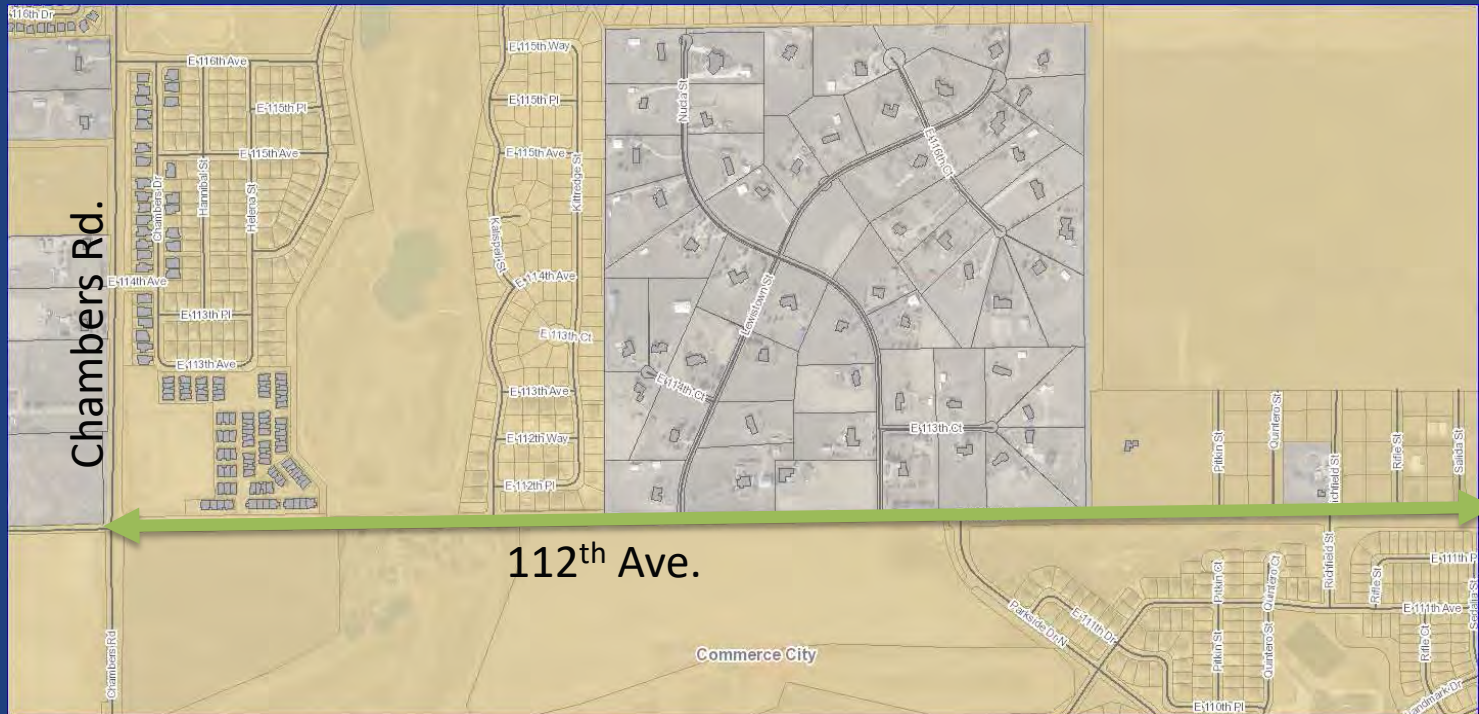 116th Dr
E 116th Ave
E 115th Pl
E 115th Ave
Chambers Dr
Hannibal St
Helena St
E 114th Ave
E 113th Pl
E 113th Ave
Chambers Rd.
Chambers Rd
E 115th Way
E 115th Pl
E 115th Ave
Kittredge St
Kalispell St
E 114th Ave
E 113th Ct
E 113th Ave
E 112th Way
E 112th Pl
Nucla St
E 116th Ct
Lewistown St
E 114th Ct
E 113th Ct
Pitkin St
Quintero St
Richfield St
Rifle St
Salida St
112th Ave.
Commerce City
Parkside Dr N
E 111th Dr
Pitkin Ct
Quintero Ct
Richfield St
Rifle St
E 111th P
E 111th Ave
Sedalia St
Pitkin St
Quintero St
Rifle Ct
E 110th Pl
Landmark Dr